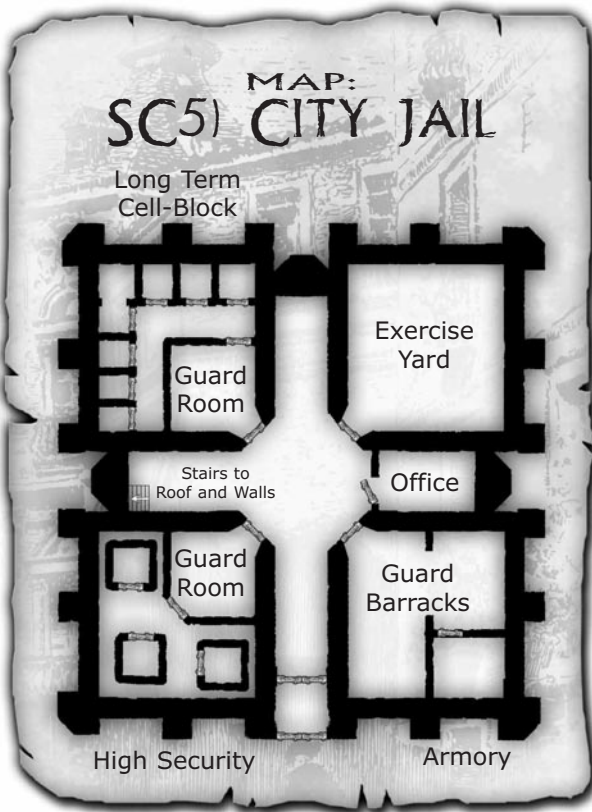 MAP:
SC5) CITY JAIL
Long Term
Cell-Block
Exercise
Yard
Guard
Room
Stairs to
Roof and Walls
Office
Guard
Room
Guard
Barracks
High Security
Armory